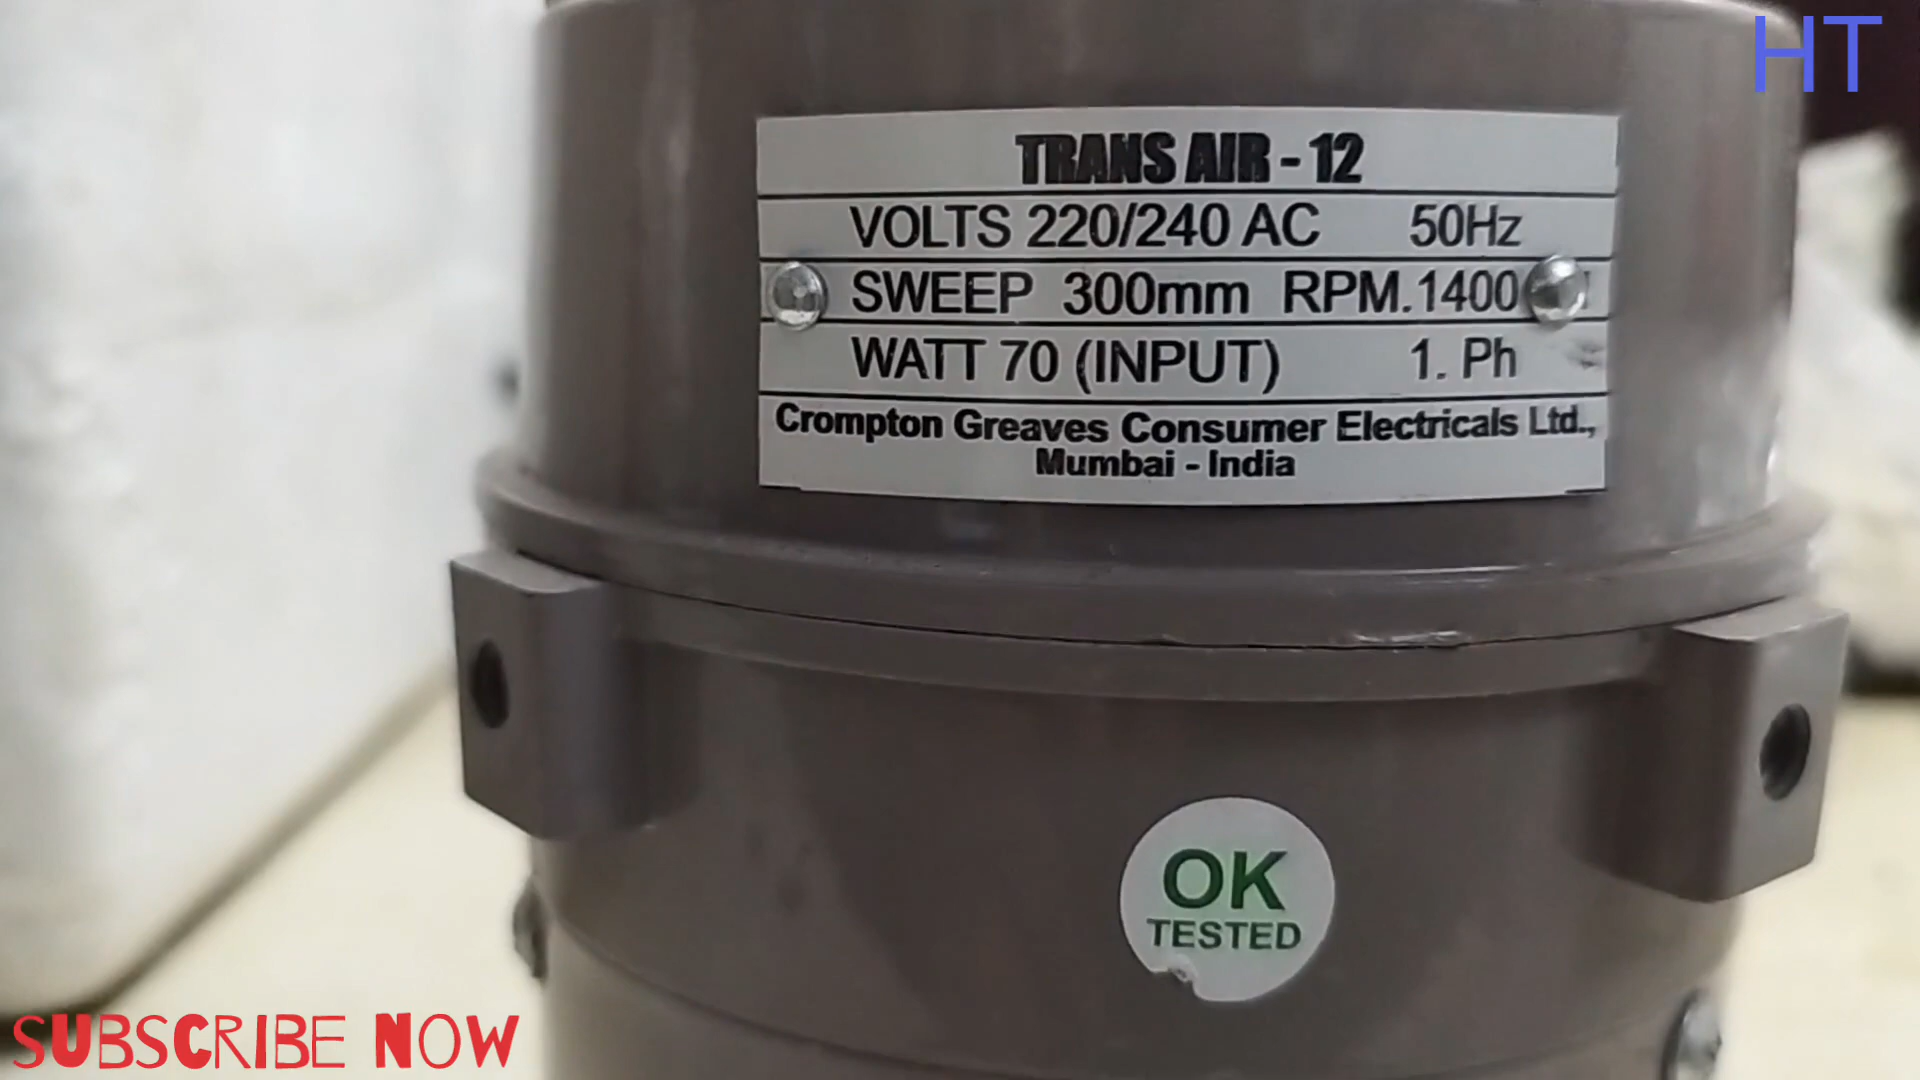 HT
TRANS AIR - 12
VOLTS 220/240 AC 50Hz
SWEEP 300mm RPM.1400
WATT 70 (INPUT) 1. Ph
Crompton Greaves Consumer Electricals Ltd.,
Mumbai - India
OK
TESTED
SUBSCRIBE NOW